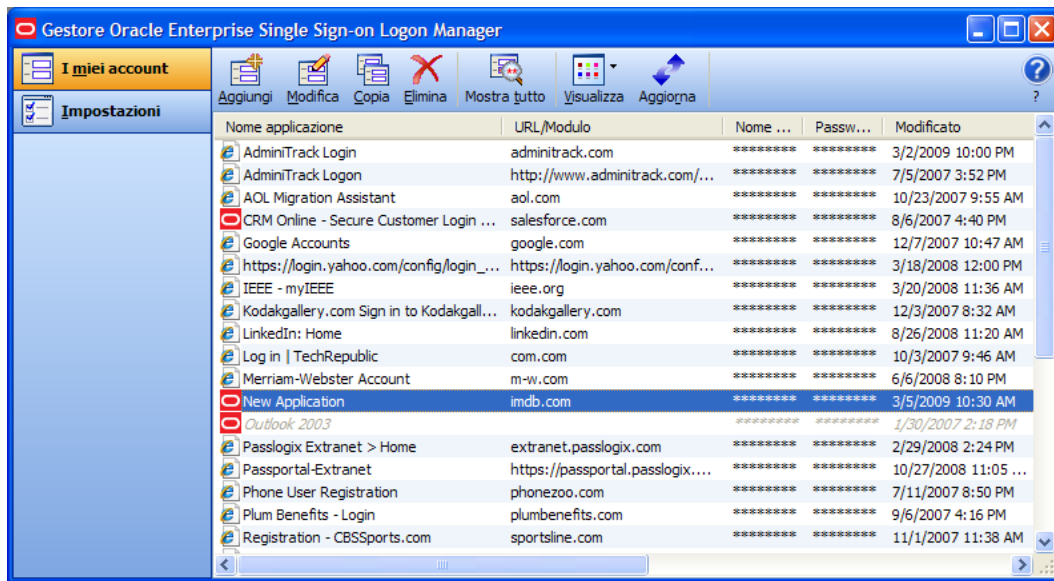 Gestore Oracle Enterprise Single Sign-on Logon Manager
I miei account
Impostazioni
Aggiungi Modifica Copia Elimina Mostra tutto Visualizza Aggiorna ?
Nome applicazione URL/Modulo Nome ... Passw... Modificato
AdminiTrack Login adminitrack.com ******** ******** 3/2/2009 10:00 PM
AdminiTrack Logon http://www.adminitrack.com/... ******** ******** 7/5/2007 3:52 PM
AOL Migration Assistant aol.com ******** ******** 10/23/2007 9:55 AM
CRM Online - Secure Customer Login ... salesforce.com ******** ******** 8/6/2007 4:40 PM
Google Accounts google.com ******** ******** 12/7/2007 10:47 AM
https://login.yahoo.com/config/login_... https://login.yahoo.com/conf... ******** ******** 3/18/2008 12:00 PM
IEEE - myIEEE ieee.org ******** ******** 3/20/2008 11:36 AM
Kodakgallery.com Sign in to Kodakgall... kodakgallery.com ******** ******** 12/3/2007 8:32 AM
LinkedIn: Home linkedin.com ******** ******** 8/26/2008 11:20 AM
Log in | TechRepublic com.com ******** ******** 10/3/2007 9:46 AM
Merriam-Webster Account m-w.com ******** ******** 6/6/2008 8:10 PM
New Application imdb.com ******** ******** 3/5/2009 10:30 AM
Outlook 2003 ******** ******** 1/30/2007 2:18 PM
Passlogix Extranet > Home extranet.passlogix.com ******** ******** 2/29/2008 2:24 PM
Passportal-Extranet https://passportal.passlogix.... ******** ******** 10/27/2008 11:05 ...
Phone User Registration phonezoo.com ******** ******** 7/11/2007 8:50 PM
Plum Benefits - Login plumbenefits.com ******** ******** 9/6/2007 4:16 PM
Registration - CBSSports.com sportsline.com ******** ******** 11/1/2007 11:38 AM